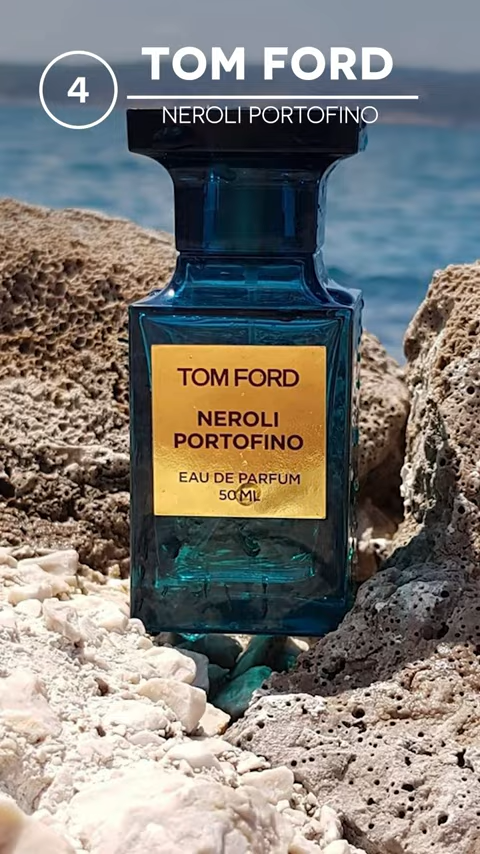 4
TOM FORD
NEROLI PORTOFINO
TOM FORD
NEROLI
PORTOFINO
EAU DE PARFUM
50 ML